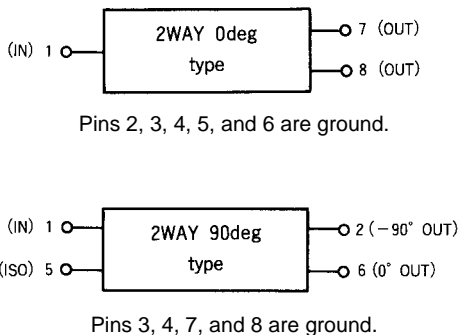 2WAY 0deg
type
(IN) 1
7 (OUT)
8 (OUT)
Pins 2, 3, 4, 5, and 6 are ground.
(IN) 1
2WAY 90deg
2 (−90° OUT)
(ISO) 5
type
6 (0° OUT)
Pins 3, 4, 7, and 8 are ground.